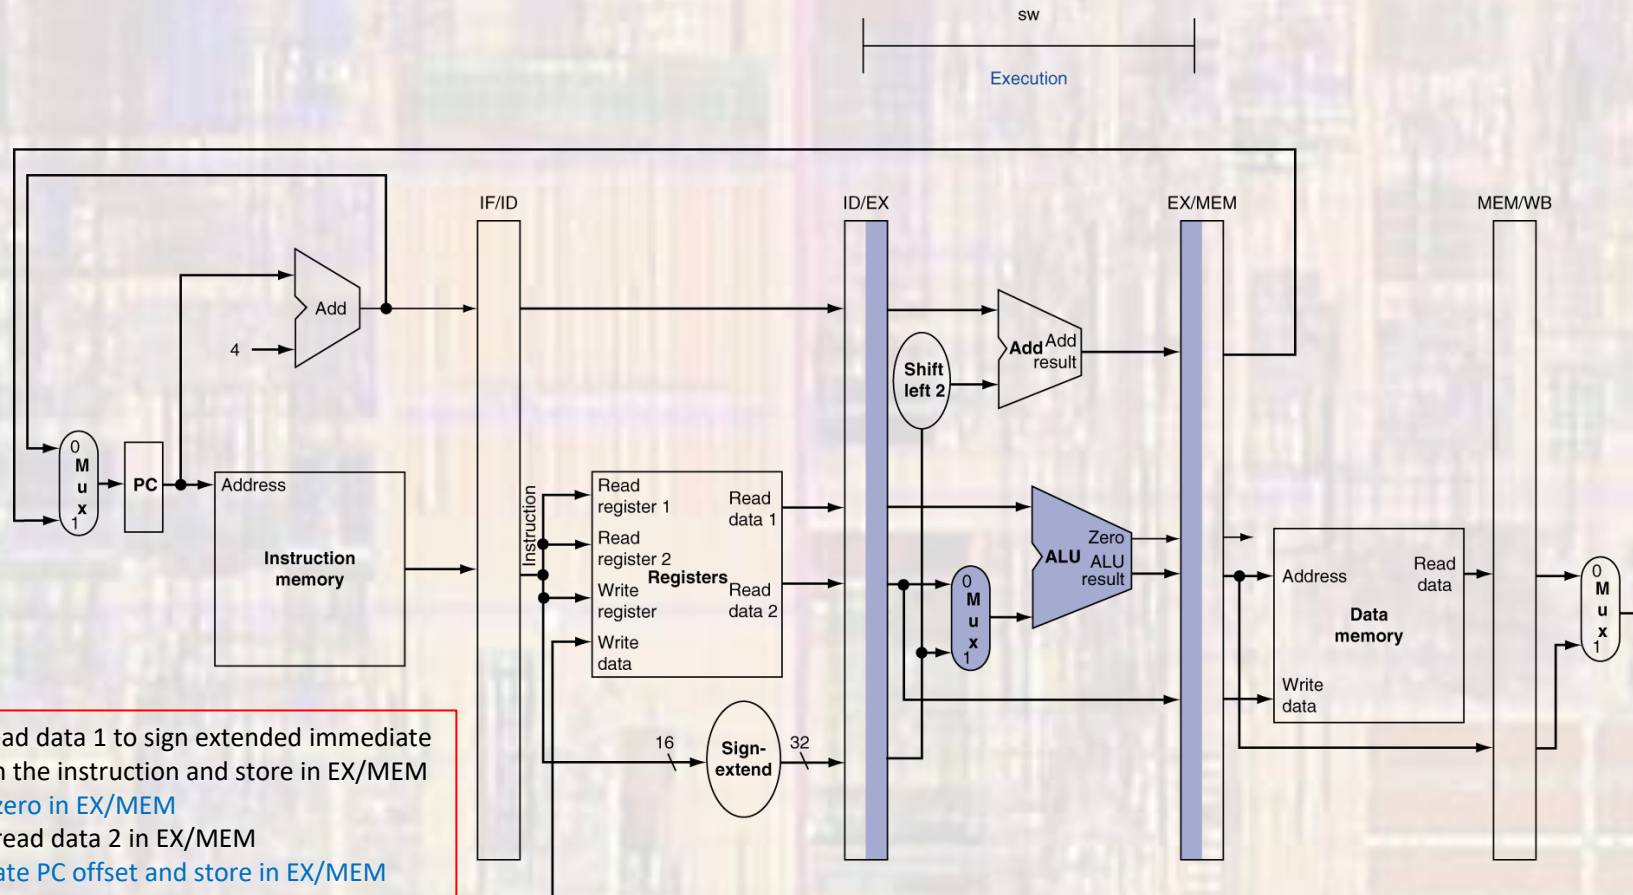 sw
Execution
IF/ID
ID/EX
EX/MEM
MEM/WB
Add
4
Shift
left 2
Add Add
result
0
M
u
x
1
PC
Address
Instruction
memory
Instruction
Read
register 1
Read
register 2
Write
register
Write
data
Registers
Read
data 1
Read
data 2
0
M
u
x
1
Zero
ALU ALU
result
Address
Read
data
Data
memory
Write
data
0
M
u
x
1
16
Sign-
extend
32
ad data 1 to sign extended immediate
the instruction and store in EX/MEM
zero in EX/MEM
read data 2 in EX/MEM
ate PC offset and store in EX/MEM